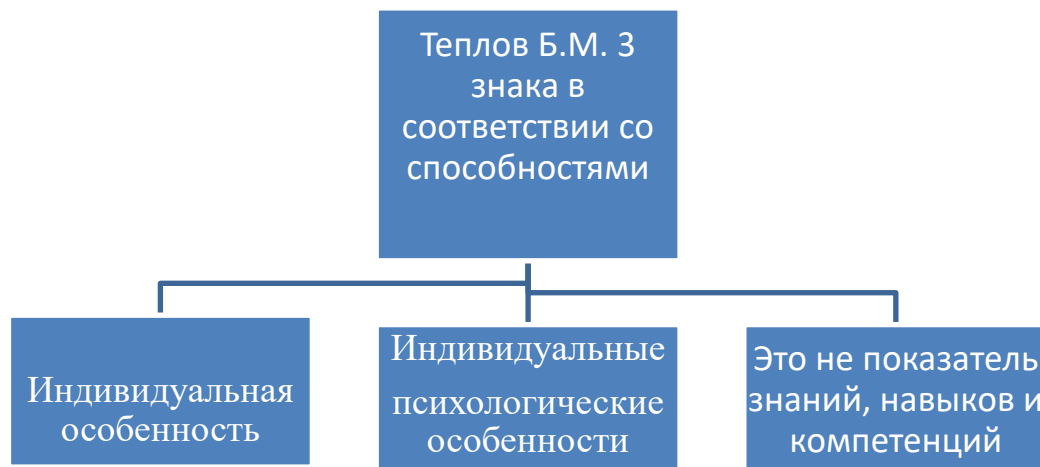 Теплов Б.М. 3
знака в
соответствии со
способностями
Индивидуальная
особенность
Индивидуальные
психологические
особенности
Это не показатель
знаний, навыков и
компетенций